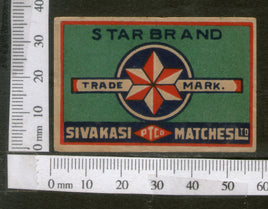 STAR BRAND
TRADE MARK.
SIVAKASI PTCo MATCHES LTD
40
30
20
10
0 mm
0 mm 10 20 30 40 50 60